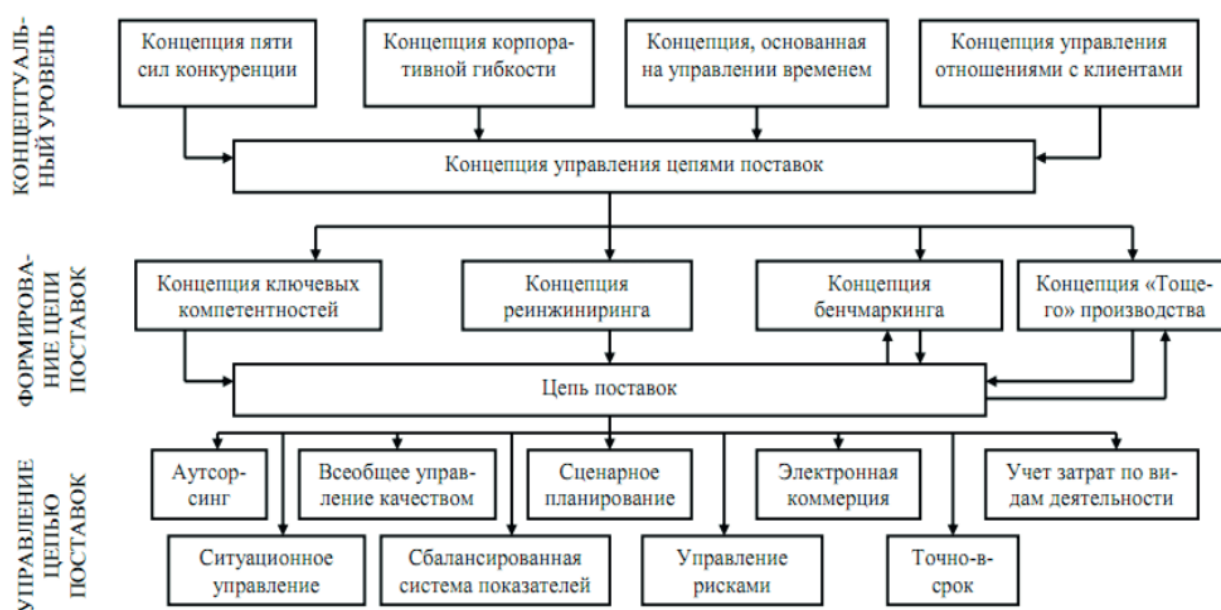 КОНЦЕПТУАЛЬ-
НЫЙ УРОВЕНЬ
Концепция пяти
сил конкуренции
Концепция корпора-
тивной гибкости
Концепция, основанная
на управлении временем
Концепция управления
отношениями с клиентами
Концепция управления цепями поставок
ФОРМИРОВА-
НИЕ ЦЕПИ
ПОСТАВОК
Концепция ключевых
компетентностей
Концепция
реинжиниринга
Концепция
бенчмаркинга
Концепция «Тоще-
го» производства
Цепь поставок
УПРАВЛЕНИЕ
ЦЕПЬЮ
ПОСТАВОК
Аутсор-
синг
Всеобщее управ-
ление качеством
Сценарное
планирование
Электронная
коммерция
Учет затрат по ви-
дам деятельности
Ситуационное
управление
Сбалансированная
система показателей
Управление
рисками
Точно-в-
срок